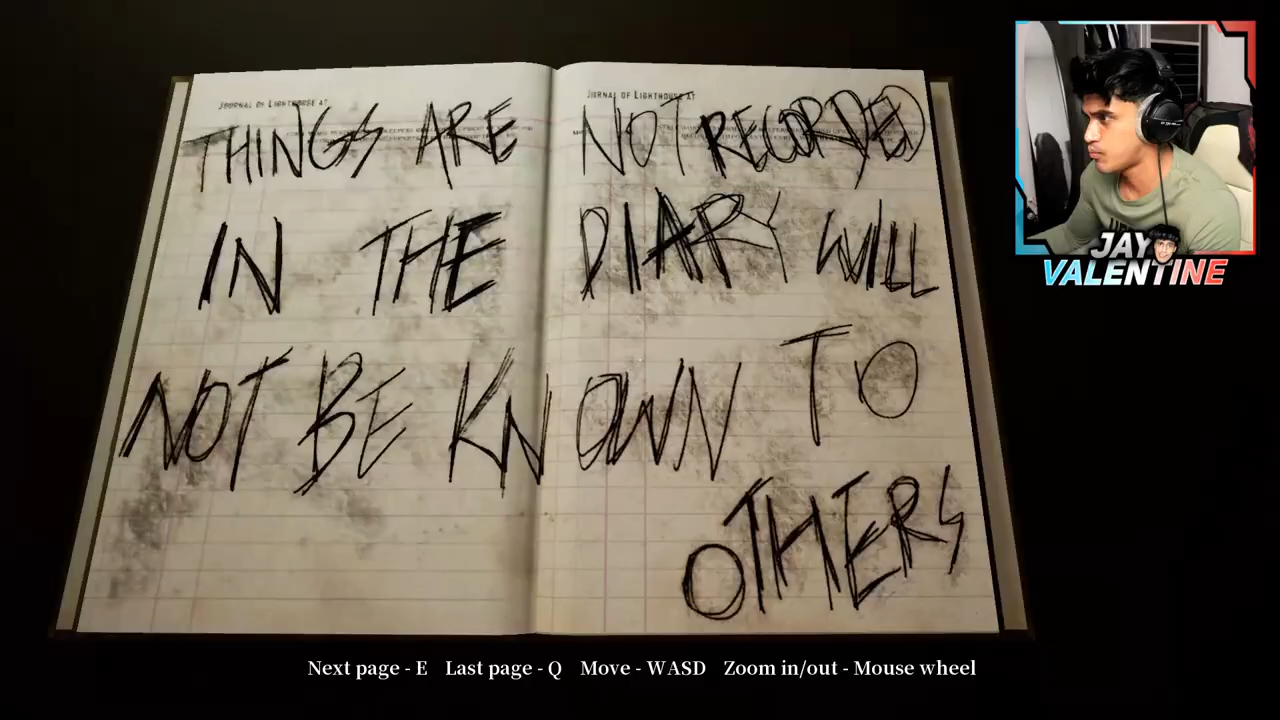 JOURNAL OF LIGHTHOUSE AT
JOURNAL OF LIGHTHOUSE AT
THINGS ARE NOT RECORDED
IN THE DIARY WILL
NOT BE KNOWN TO
OTHERS
JAY
VALENTINE
Next page - E Last page - Q Move - WASD Zoom in/out - Mouse wheel